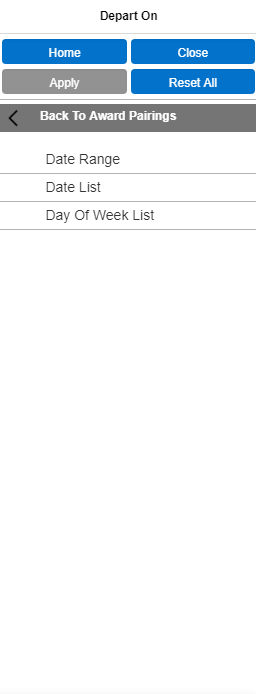 Depart On
Home Close
Apply Reset All
Back To Award Pairings
Date Range
Date List
Day Of Week List